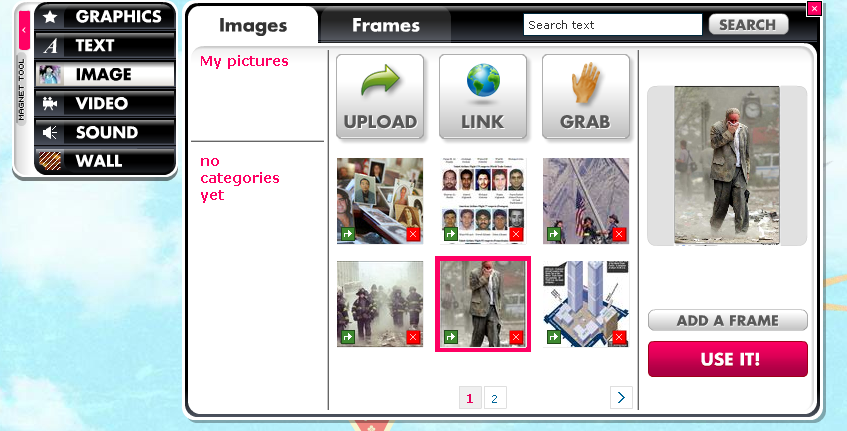 GRAPHICS
TEXT
IMAGE
VIDEO
SOUND
WALL
MAGNET TOOL
Images
Frames
Search text
SEARCH
My pictures
no
categories
yet
UPLOAD
LINK
GRAB
1
2
ADD A FRAME
USE IT!